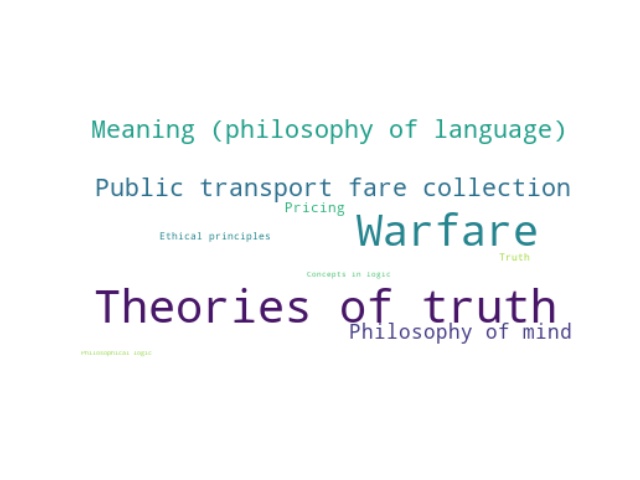 Meaning (philosophy of language)
Public transport fare collection
Pricing
Warfare
Ethical principles
Truth
Concepts in logic
Theories of truth
Philosophy of mind
Philosophical logic